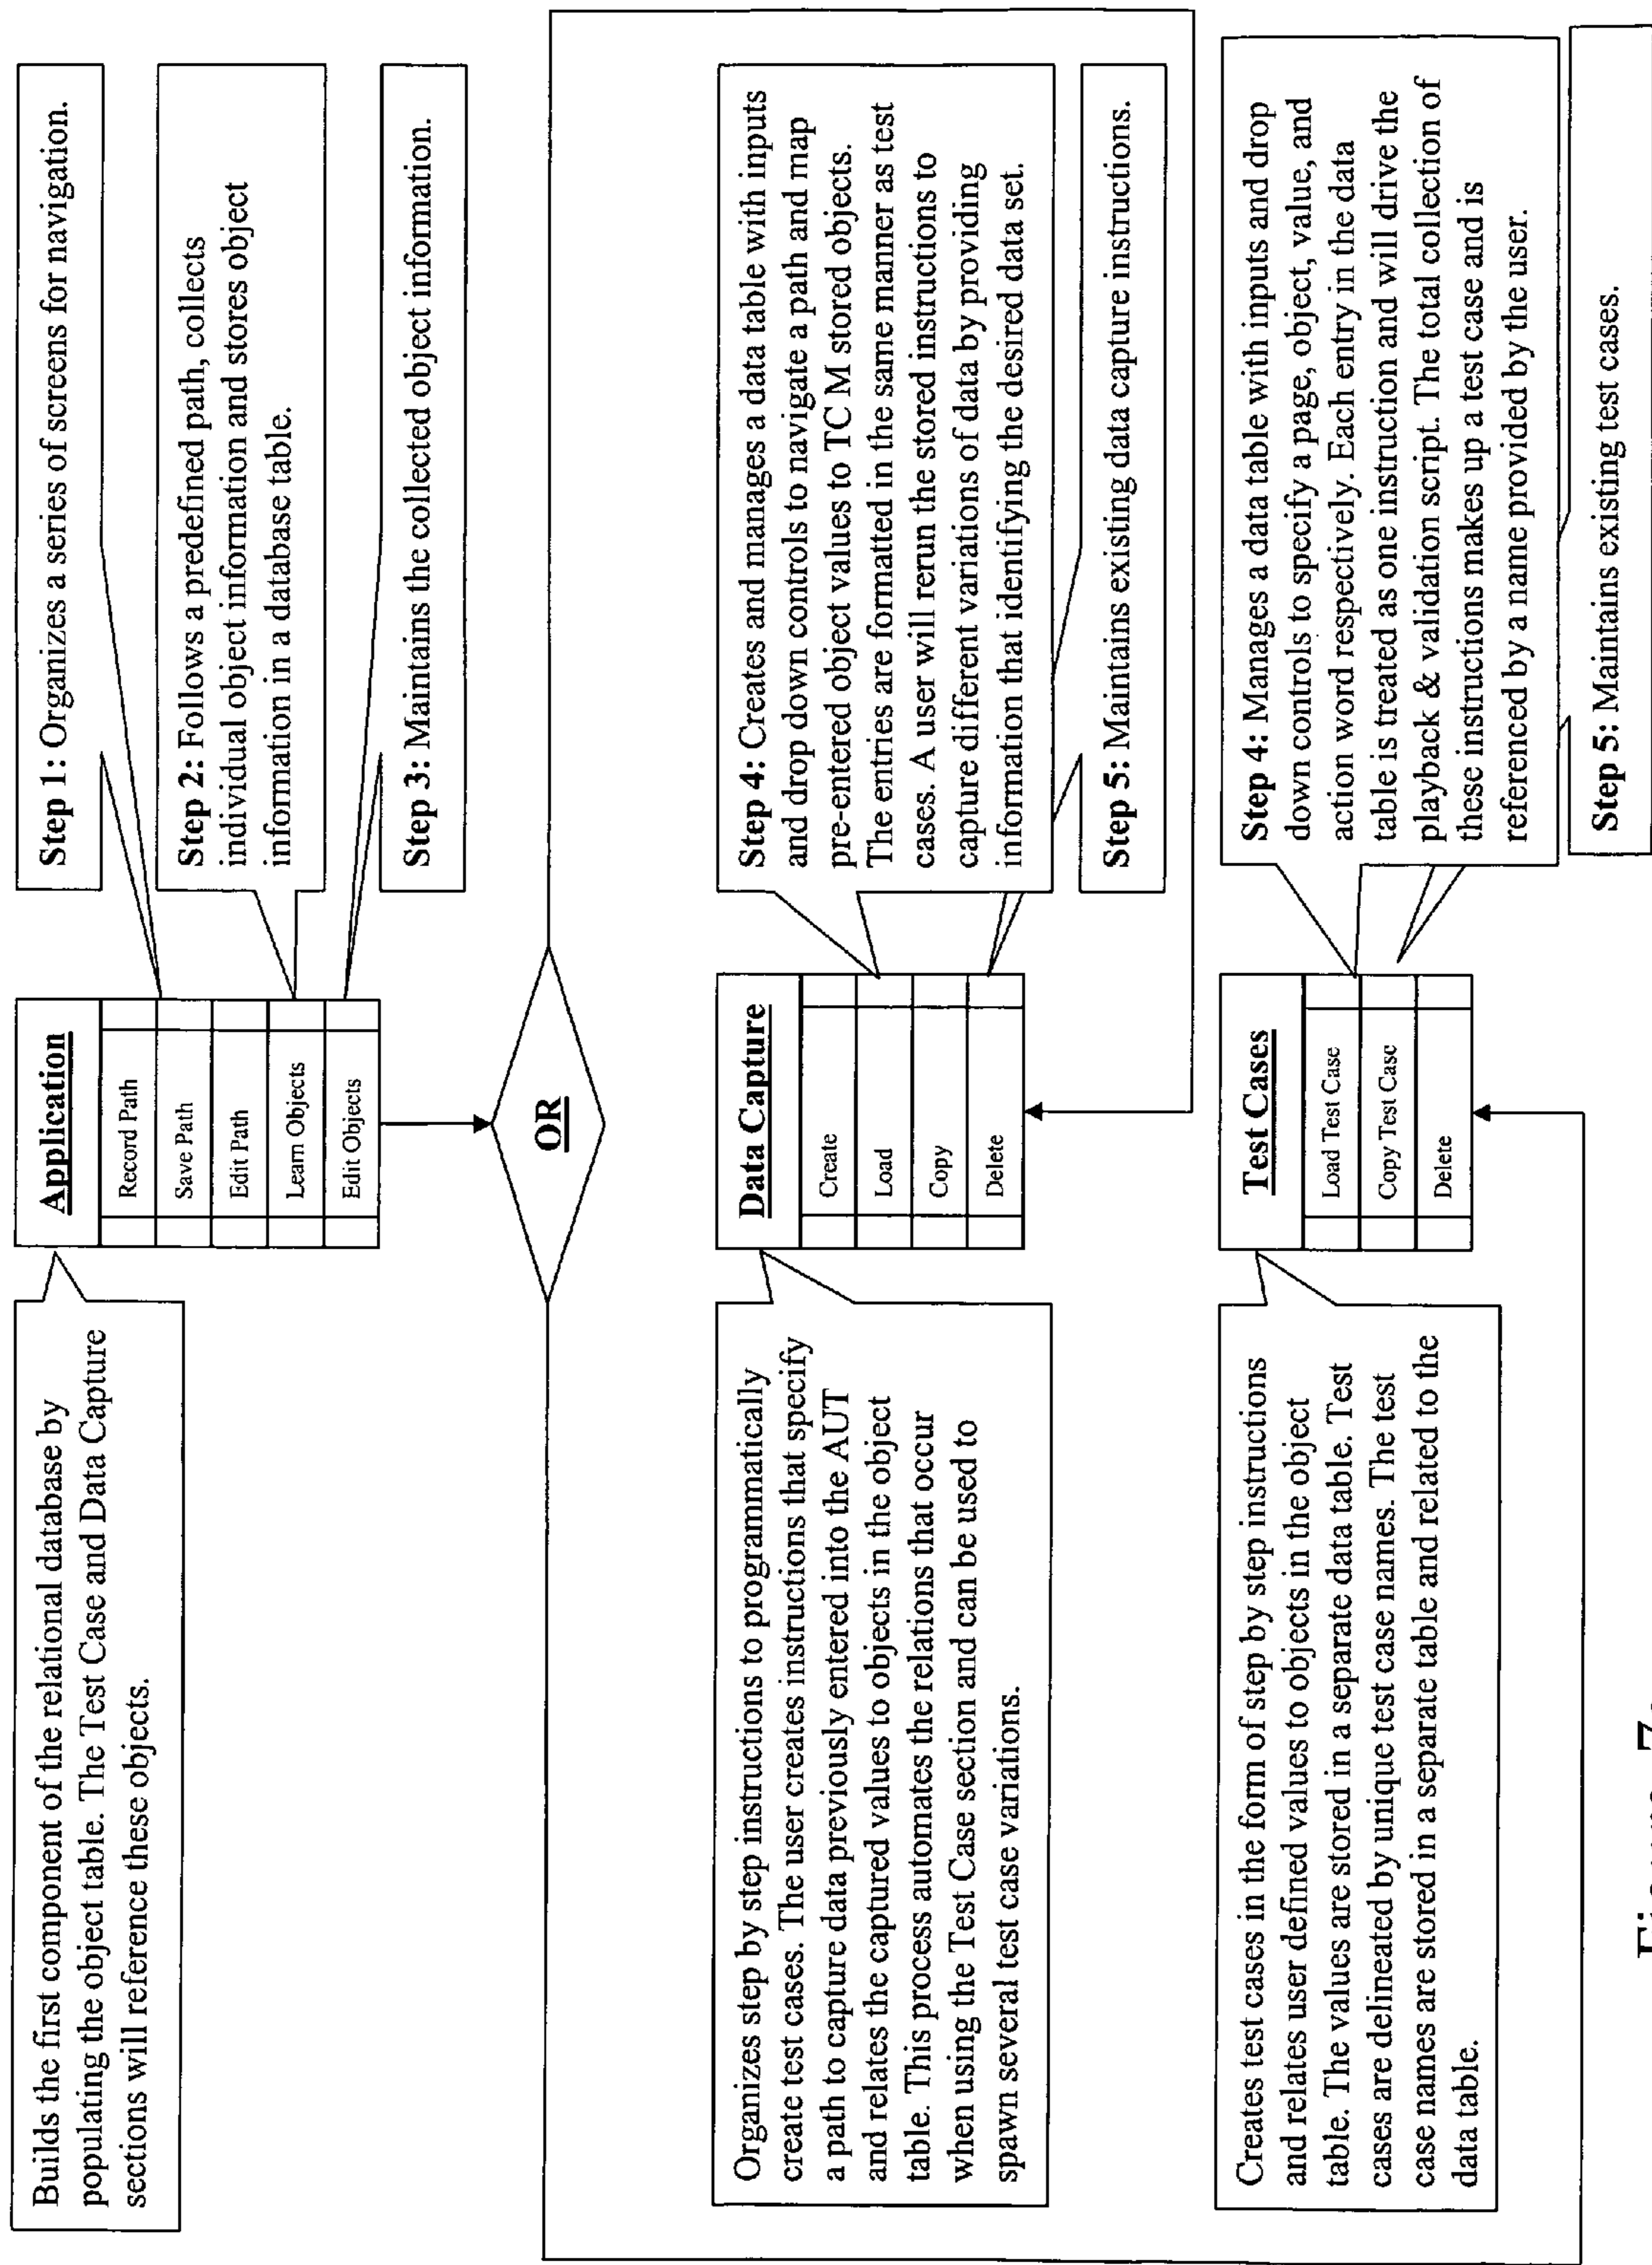 Builds the first component of the relational database by
populating the object table. The Test Case and Data Capture
sections will reference these objects.
Application
Record Path
Save Path
Edit Path
Learn Objects
Edit Objects
Step 1: Organizes a series of screens for navigation.
Step 2: Follows a predefined path, collects
individual object information and stores object
information in a database table.
Step 3: Maintains the collected object information.
OR
Organizes step by step instructions to programmatically
create test cases. The user creates instructions that specify
a path to capture data previously entered into the AUT
and relates the captured values to objects in the object
table. This process automates the relations that occur
when using the Test Case section and can be used to
spawn several test case variations.
Data Capture
Create
Load
Copy
Delete
Step 4: Creates and manages a data table with inputs
and drop down controls to navigate a path and map
pre-entered object values to TC M stored objects.
The entries are formatted in the same manner as test
cases. A user will rerun the stored instructions to
capture different variations of data by providing
information that identifying the desired data set.
Step 5: Maintains existing data capture instructions.
Creates test cases in the form of step by step instructions
and relates user defined values to objects in the object
table. The values are stored in a separate data table. Test
cases are delineated by unique test case names. The test
case names are stored in a separate table and related to the
data table.
Test Cases
Load Test Case
Copy Test Case
Delete
Step 4: Manages a data table with inputs and drop
down controls to specify a page, object, value, and
action word respectively. Each entry in the data
table is treated as one instruction and will drive the
playback & validation script. The total collection of
these instructions makes up a test case and is
referenced by a name provided by the user.
Step 5: Maintains existing test cases.